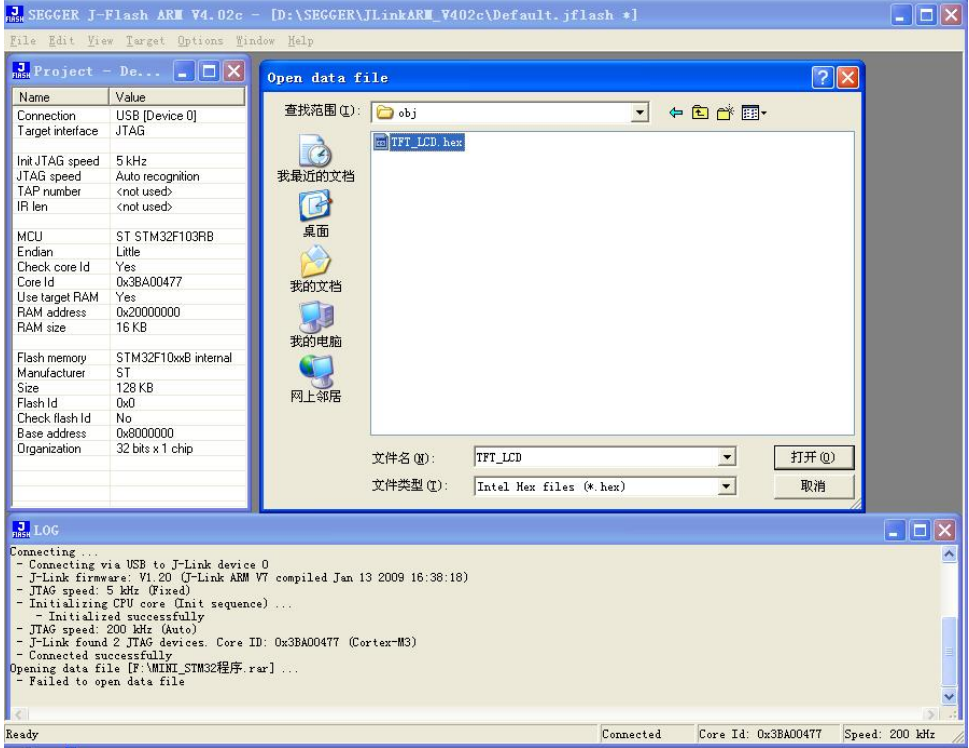 SEGGER J-Flash ARM V4.02c - [D:\SEGGER\JLinkARM_V402c\Default.jflash *]
File Edit View Target Options Window Help
Project - De...
Name Value
Connection USB [Device 0]
Target interface JTAG
Init JTAG speed 5 kHz
JTAG speed Auto recognition
TAP number <not used>
IR len <not used>
MCU ST STM32F103RB
Endian Little
Check core Id Yes
Core Id 0x3BA00477
Use target RAM Yes
RAM address 0x20000000
RAM size 16 KB
Flash memory STM32F10xxB internal
Manufacturer ST
Size 128 KB
Flash Id 0x0
Check flash Id No
Base address 0x8000000
Organization 32 bits x 1 chip
Open data file
查找范围(I): obj
TFT_LCD.hex
我最近的文档
桌面
我的文档
我的电脑
网上邻居
文件名(N): TFT_LCD 打开(O)
文件类型(T): Intel Hex files (*.hex) 取消
LOG
Connecting ...
- Connecting via USB to J-Link device 0
- J-Link firmware: V1.20 (J-Link ARM V7 compiled Jan 13 2009 16:38:18)
- JTAG speed: 5 kHz (Fixed)
- Initializing CPU core (Init sequence) ...
- Initialized successfully
- JTAG speed: 200 kHz (Auto)
- J-Link found 2 JTAG devices. Core ID: 0x3BA00477 (Cortex-M3)
- Connected successfully
Opening data file [F:\MINI_STM32程序.rar] ...
- Failed to open data file
Ready Connected Core Id: 0x3BA00477 Speed: 200 kHz